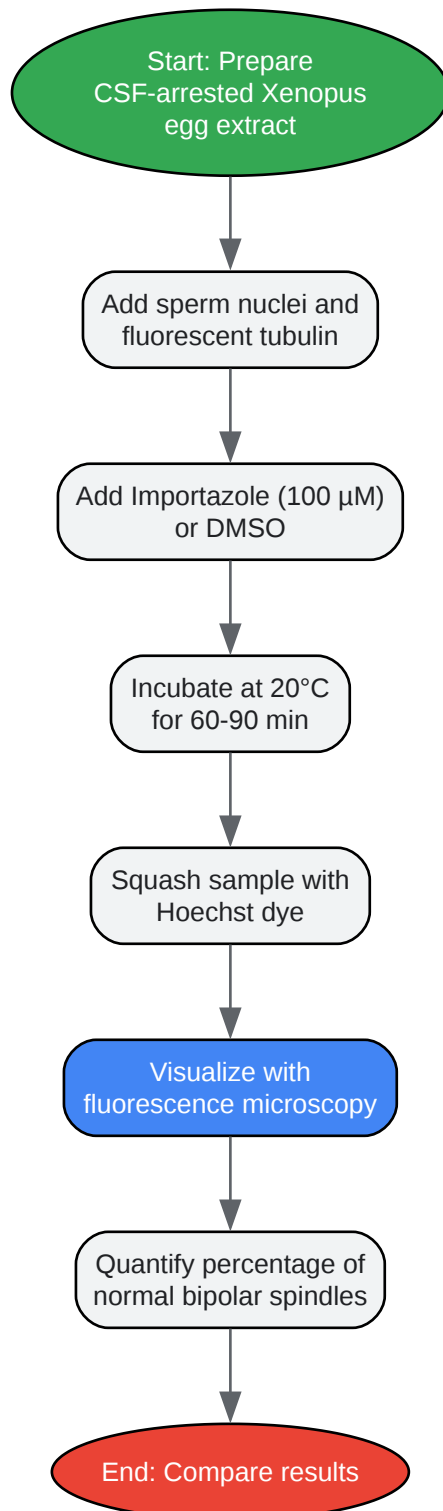 Start: Prepare
CSF-arrested Xenopus
egg extract
Add sperm nuclei and
fluorescent tubulin
Add Importazole (100 µM)
or DMSO
Incubate at 20°C
for 60-90 min
Squash sample with
Hoechst dye
Visualize with
fluorescence microscopy
Quantify percentage of
normal bipolar spindles
End: Compare results